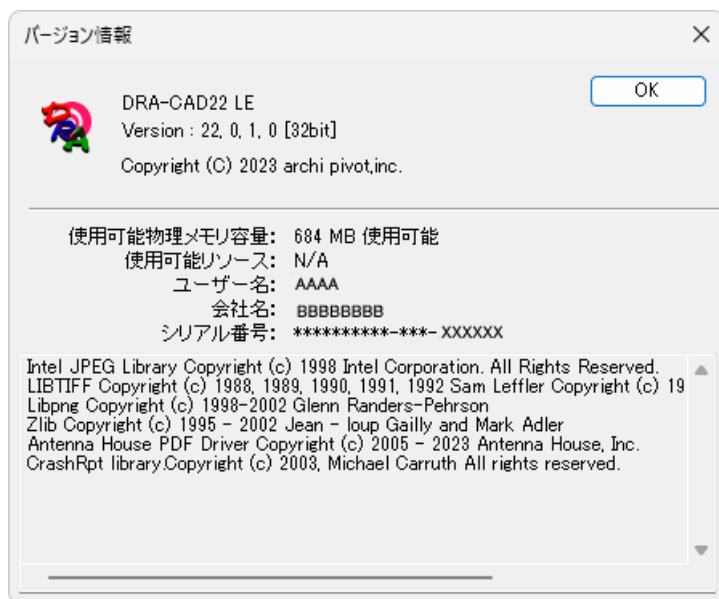 バージョン情報
OK
DRA-CAD22 LE
Version : 22, 0, 1, 0 [32bit]
Copyright (C) 2023 archi pivot,inc.
使用可能物理メモリ容量: 684 MB 使用可能
使用可能リソース: N/A
ユーザー名: AAAA
会社名: BBBBBBBB
シリアル番号: **********-***-XXXXXX
Intel JPEG Library Copyright (c) 1998 Intel Corporation. All Rights Reserved.
LIBTIFF Copyright (c) 1988, 1989, 1990, 1991, 1992 Sam Leffler Copyright (c) 19
Libpng Copyright (c) 1998-2002 Glenn Randers-Pehrson
Zlib Copyright (c) 1995 - 2002 Jean - loup Gailly and Mark Adler
Antenna House PDF Driver Copyright (c) 2005 - 2023 Antenna House, Inc.
CrashRpt library.Copyright (c) 2003, Michael Carruth All rights reserved.